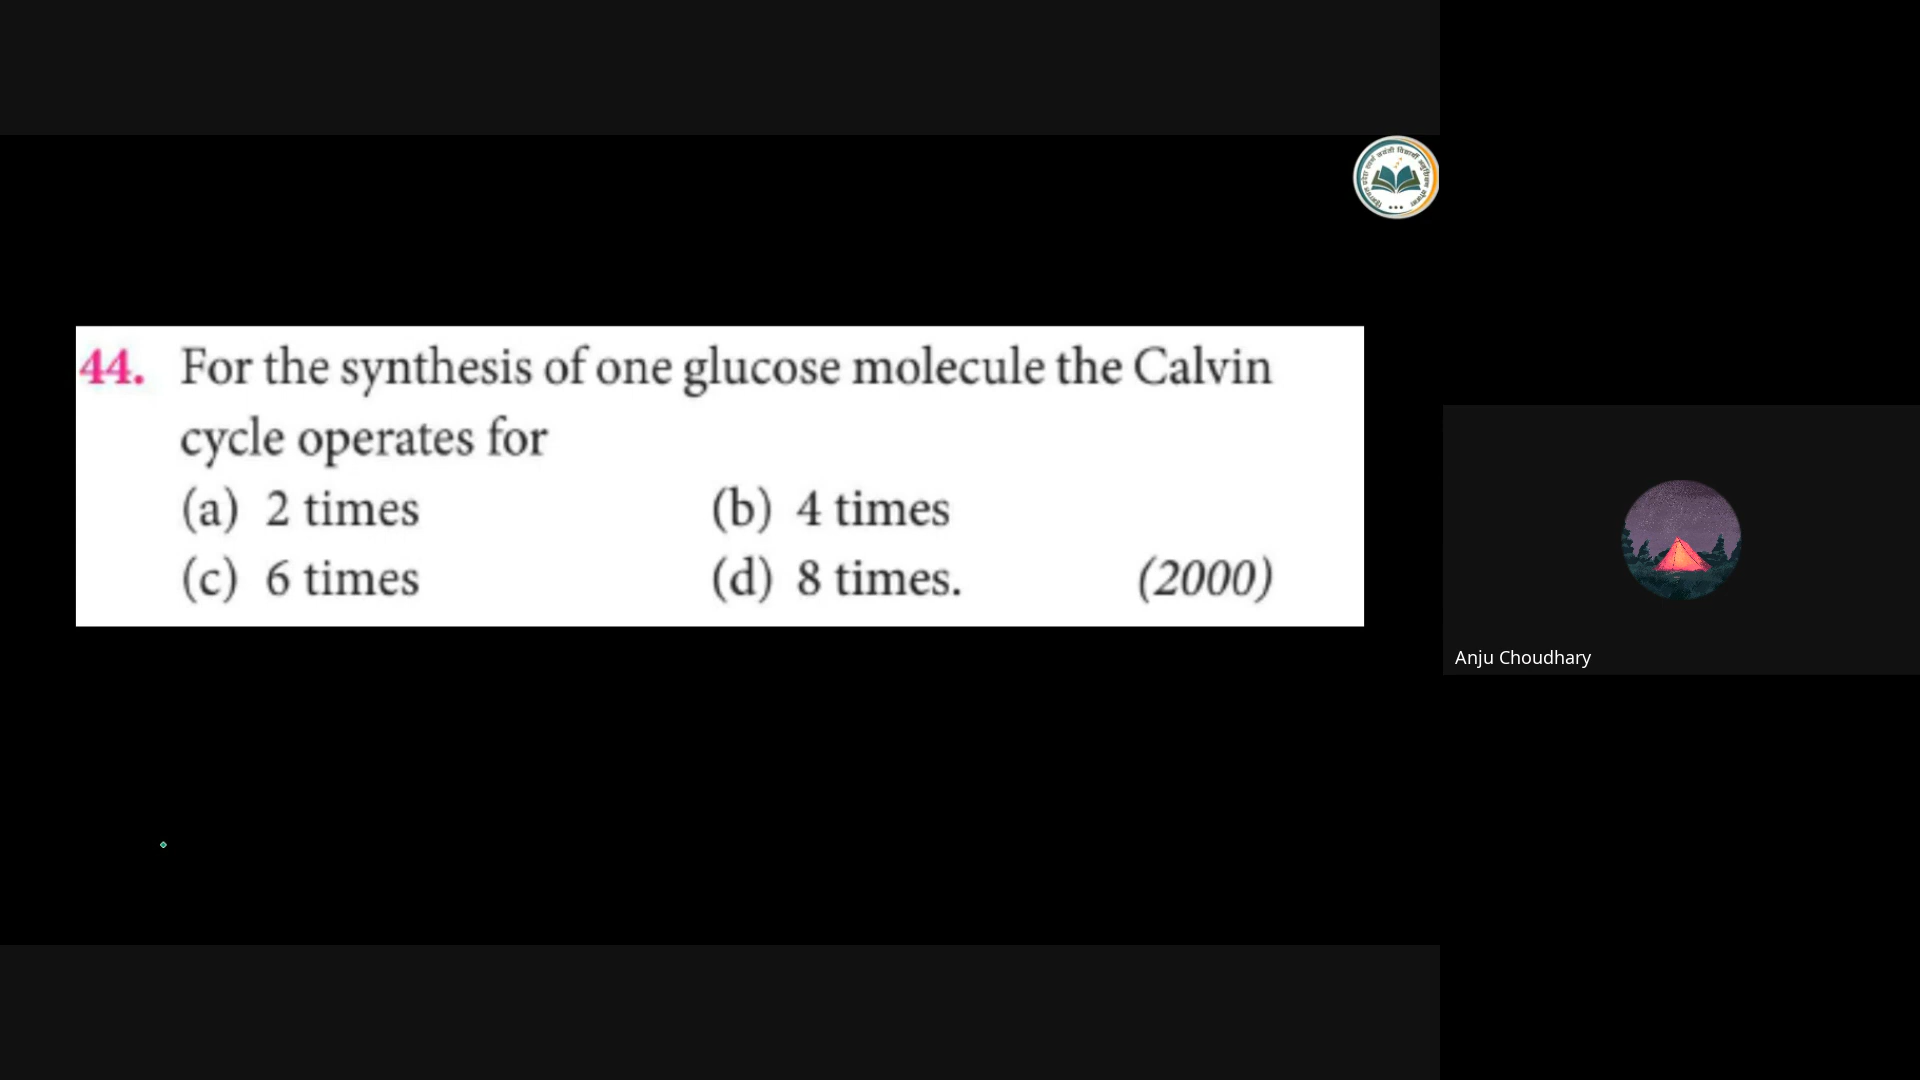 44. For the synthesis of one glucose molecule the Calvin
cycle operates for
(a) 2 times (b) 4 times
(c) 6 times (d) 8 times. (2000)
Anju Choudhary